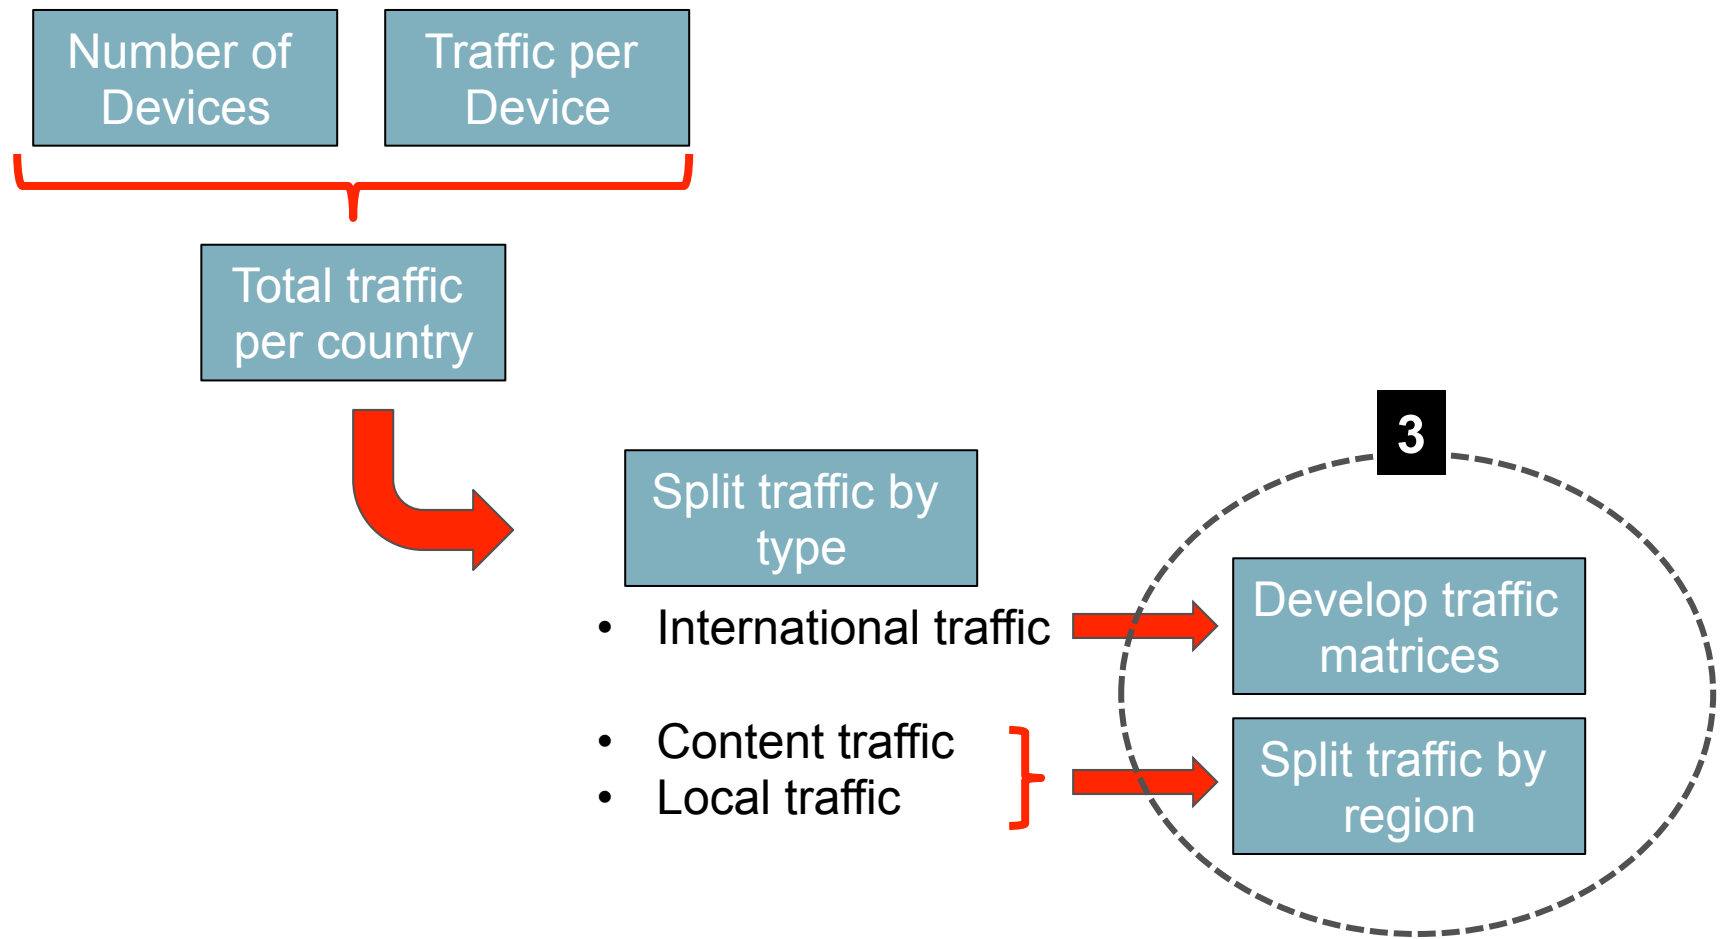 Number of
Devices
Traffic per
Device
Total traffic
per country
Split traffic by
type
• International traffic
• Content traffic
• Local traffic
3
Develop traffic
matrices
Split traffic by
region